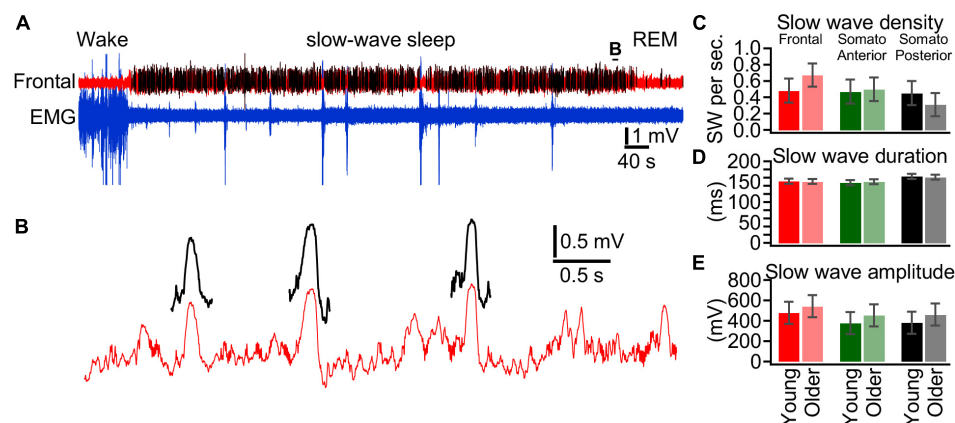 A
Wake
slow-wave sleep
B
REM
Frontal
EMG
1 mV
40 s
B
0.5 mV
0.5 s
C
Slow wave density
Frontal
Somato
Anterior
Somato
Posterior
SW per sec.
1.0
0.8
0.6
0.4
0.2
0.0
D
Slow wave duration
(ms)
200
150
100
50
0
E
Slow wave amplitude
(mV)
800
600
400
200
0
Young
Older
Young
Older
Young
Older